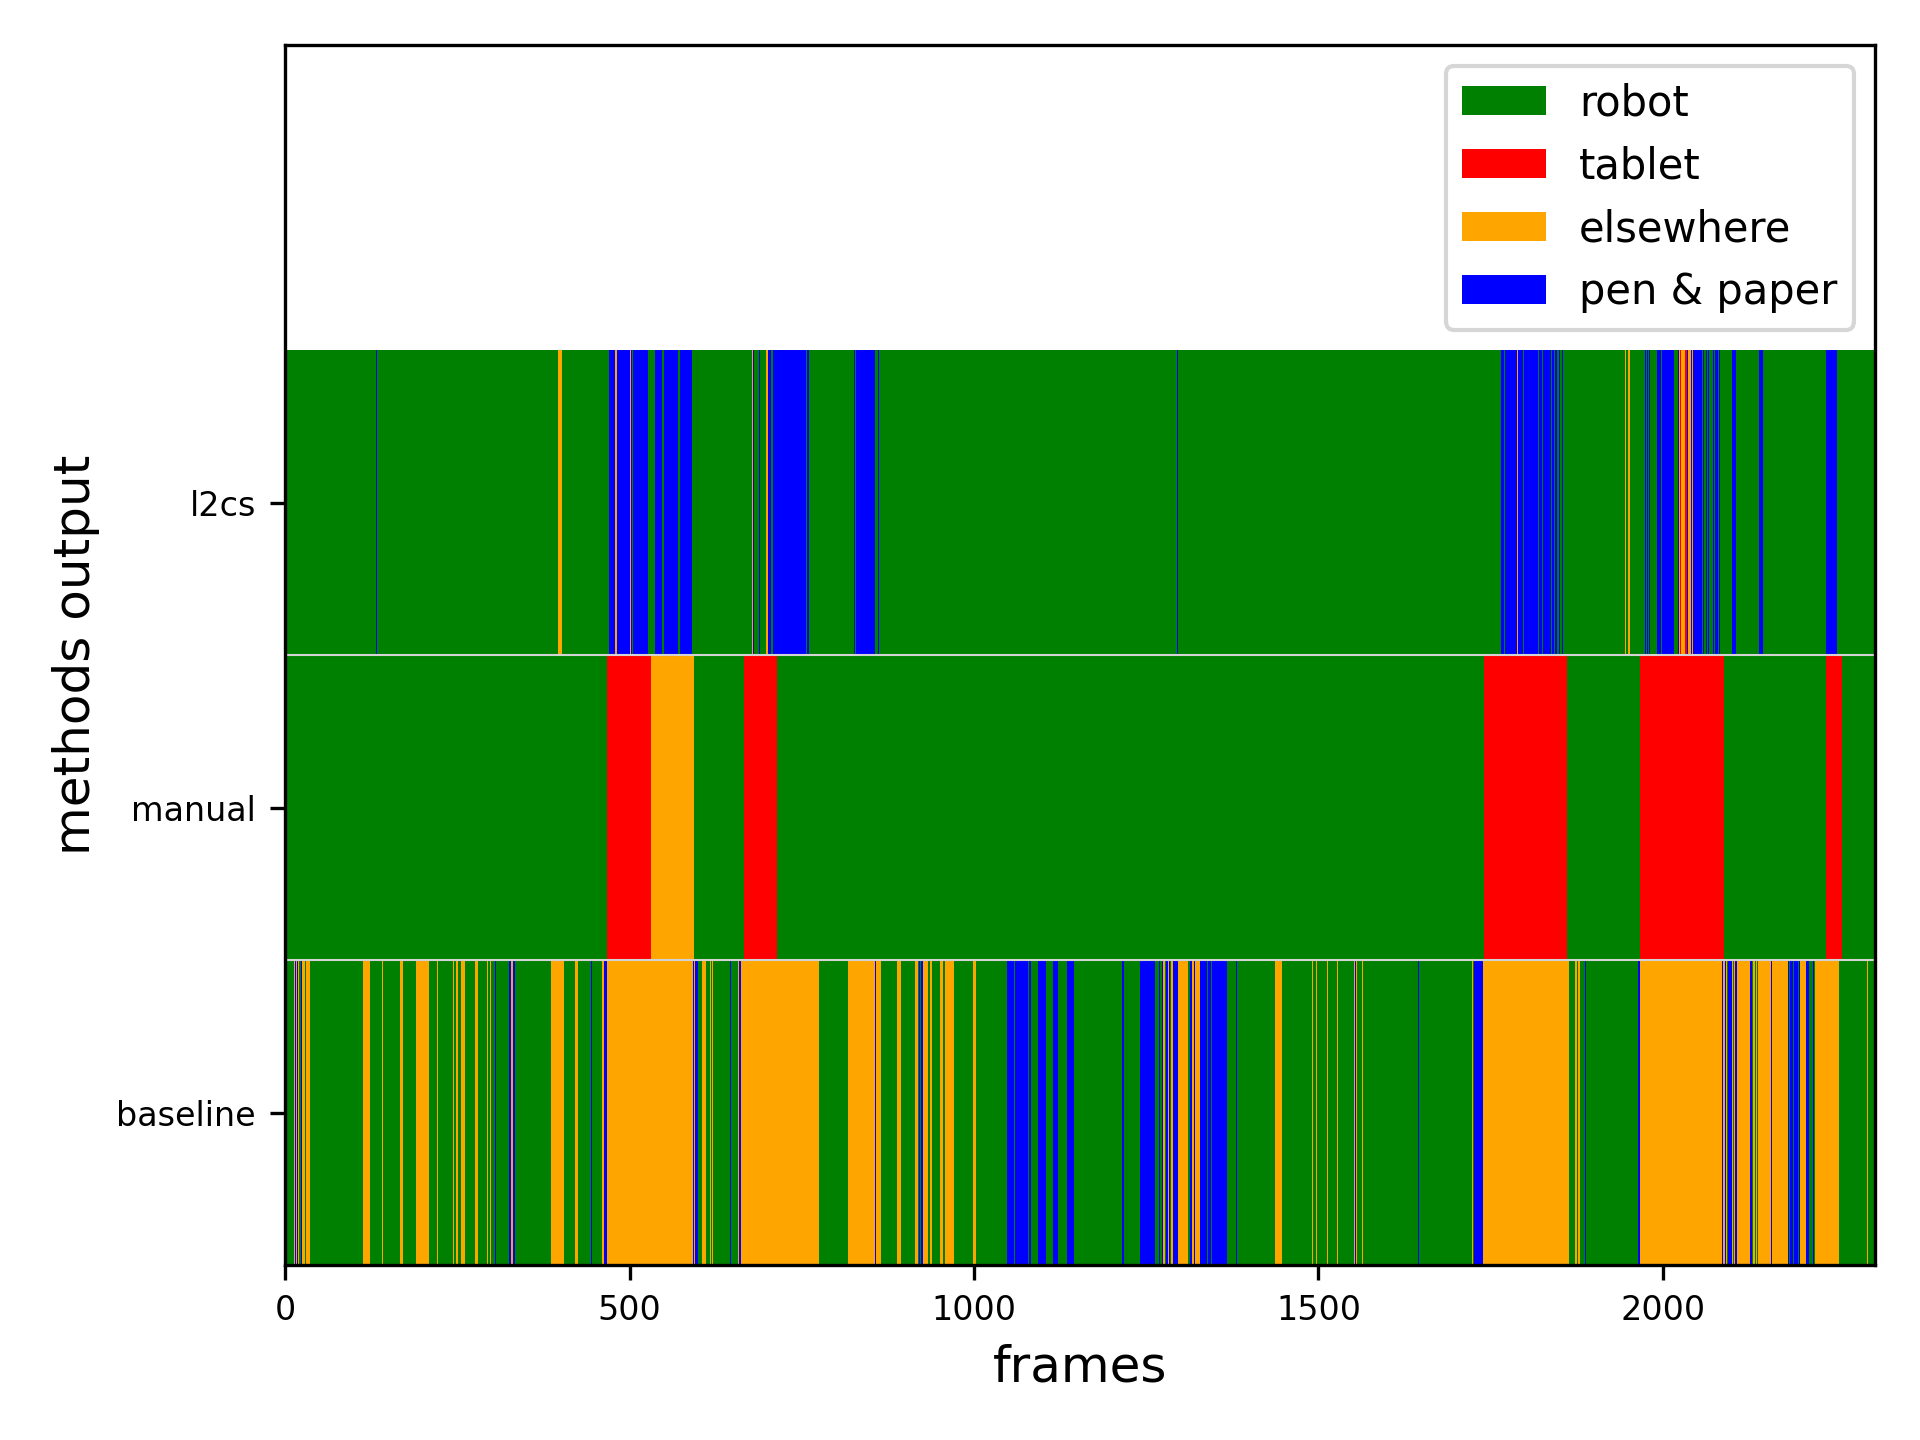 robot
tablet
elsewhere
pen & paper
methods output
l2cs
manual
baseline
0 500 1000 1500 2000
frames